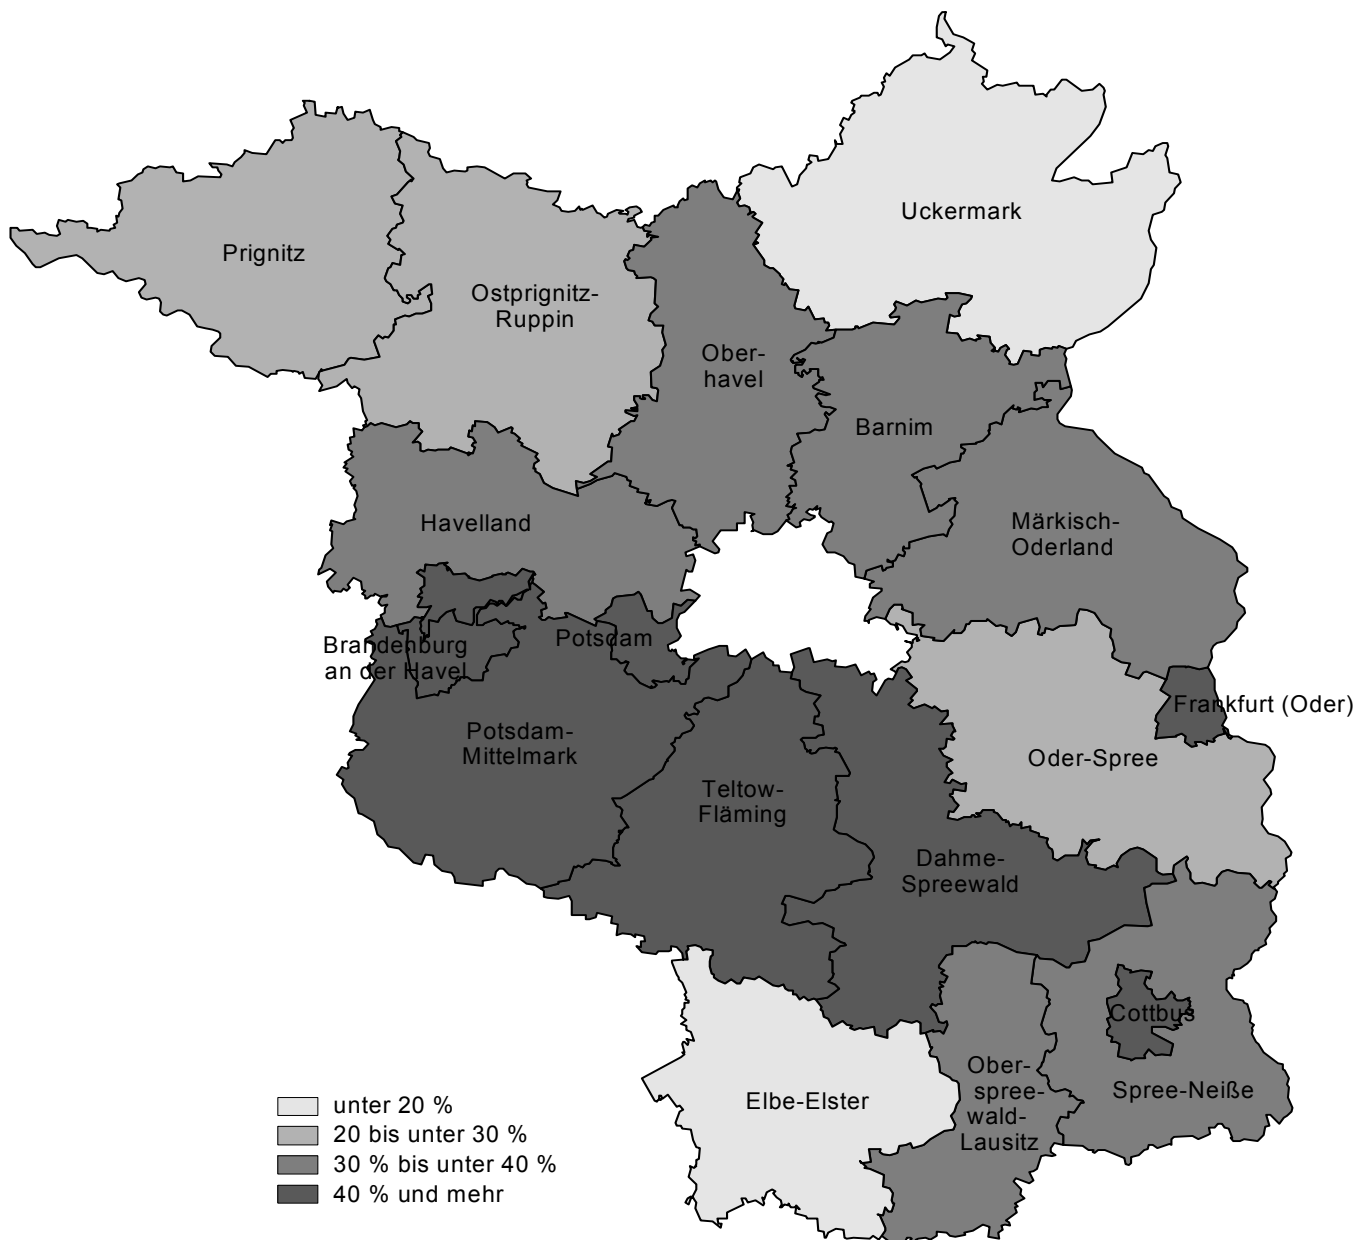 Uckermark
Prignitz
Ostprignitz-
Ruppin
Ober-
havel
Barnim
Havelland
Märkisch-
Oderland
Brandenburg
an der Havel
Potsdam
Frankfurt (Oder)
Potsdam-
Mittelmark
Oder-Spree
Teltow-
Fläming
Dahme-
Spreewald
Cottbus
Ober-
spree-
wald-
Lausitz
Spree-Neiße
Elbe-Elster
unter 20 %
20 bis unter 30 %
30 % bis unter 40 %
40 % und mehr